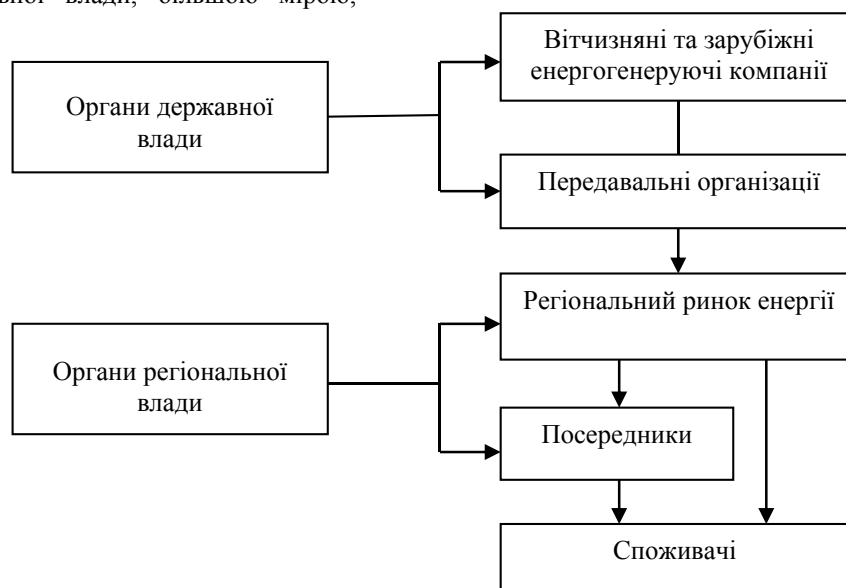 влади, більшою мірою,
Вітчизняні та зарубіжні
енергогенеруючі компанії
Органи державної
влади
Передавальні організації
Регіональний ринок енергії
Органи регіональної
влади
Посередники
Споживачі